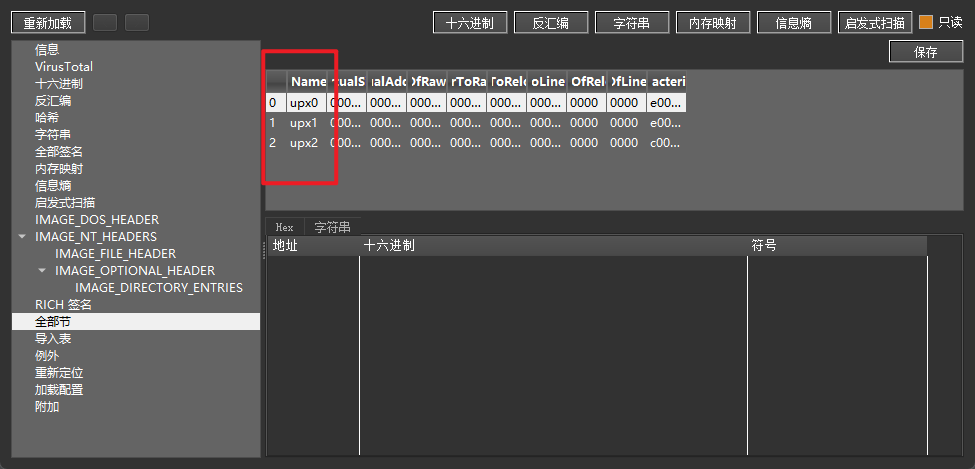 重新加载 十六进制 反汇编 字符串 内存映射 信息熵 启发式扫描 只读
保存
信息
VirusTotal
十六进制
反汇编
哈希
字符串
全部签名
内存映射
信息熵
启发式扫描
IMAGE_DOS_HEADER
IMAGE_NT_HEADERS
IMAGE_FILE_HEADER
IMAGE_OPTIONAL_HEADER
IMAGE_DIRECTORY_ENTRIES
RICH 签名
全部节
导入表
例外
重新定位
加载配置
附加
Name tualS ualAdd OfRaw rToRa ToRelo oLine OfRel OfLine acteri
0 upx0 000... 000... 000... 000... 000... 000... 0000 0000 e00...
1 upx1 000... 000... 000... 000... 000... 000... 0000 0000 e00...
2 upx2 000... 000... 000... 000... 000... 000... 0000 0000 c00...
Hex 字符串
地址 十六进制 符号